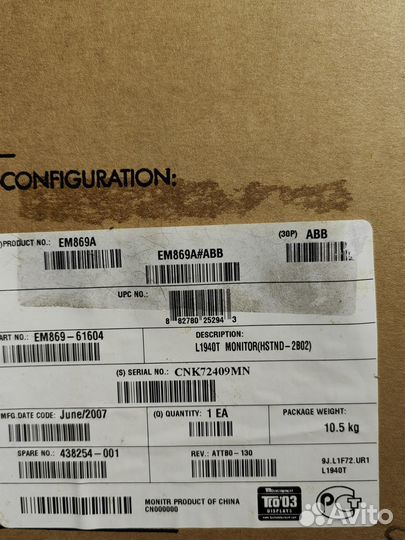 CONFIGURATION:
)PRODUCT NO.: EM869A
(30P) ABB
EM869A#ABB
UPC NO.:
8 82780 25294 3
ART NO.: EM869-61604
DESCRIPTION:
L1940T MONITOR(HSTND-2B02)
(S) SERIAL NO.: CNK72409MN
MFG.DATE CODE: June/2007
(Q) QUANTITY: 1 EA
PACKAGE WEIGHT:
10.5 kg
SPARE NO.: 438254-001
REV.: ATT80-130
9J.L1F72.UR1
L1940T
MONITR PRODUCT OF CHINA
CN000000
TCO'03
DISPLAYS
Avito